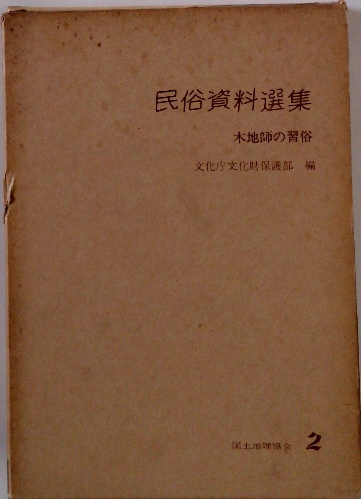 民俗資料選集
木地師の習俗
文化庁文化財保護部 編
国土地理協会 2